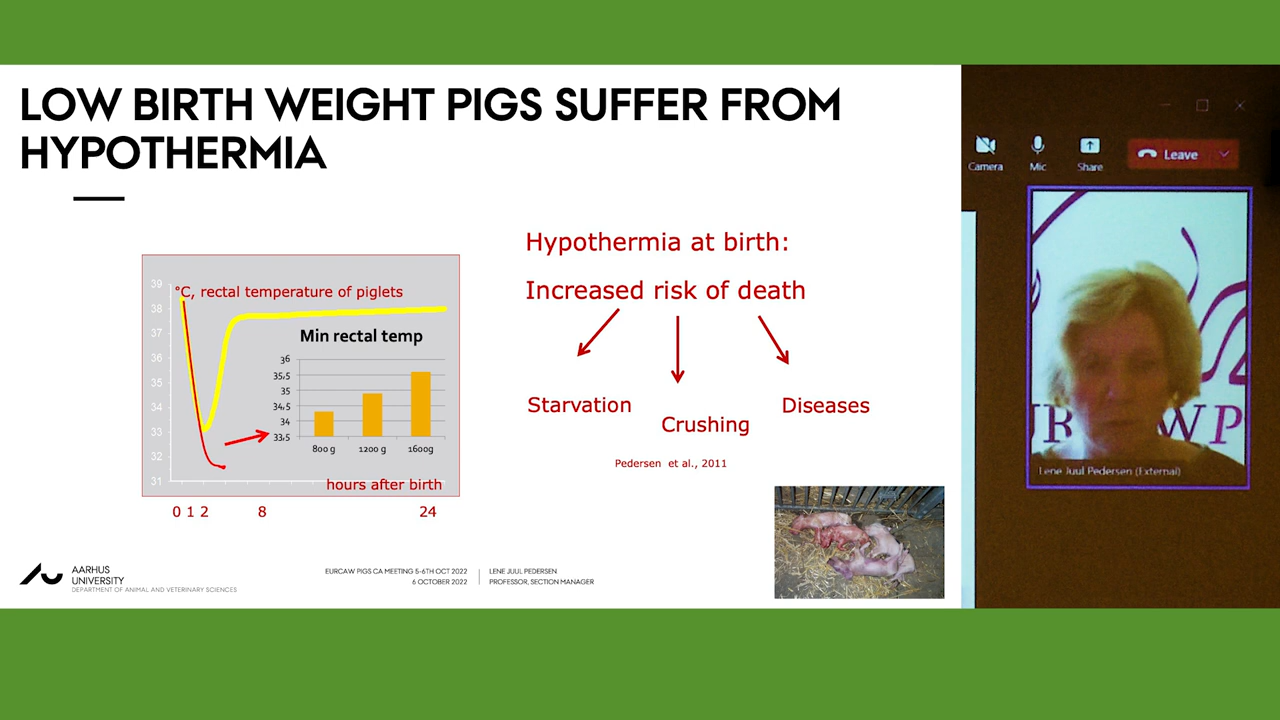 LOW BIRTH WEIGHT PIGS SUFFER FROM
HYPOTHERMIA
39
38
37
36
35
34
33
32
31
°C, rectal temperature of piglets
Min rectal temp
36
35,5
35
34,5
34
33,5
800 g
1200 g
1600g
hours after birth
0 1 2
8
24
Hypothermia at birth:
Increased risk of death
Starvation
Crushing
Diseases
Pedersen et al., 2011
AARHUS
UNIVERSITY
DEPARTMENT OF ANIMAL AND VETERINARY SCIENCES
EURCAW PIGS CA MEETING 5-6TH OCT 2022
6 OCTOBER 2022
LENE JUUL PEDERSEN
PROFESSOR, SECTION MANAGER
Camera
Mic
Share
Leave
Lene Juul Pedersen (External)